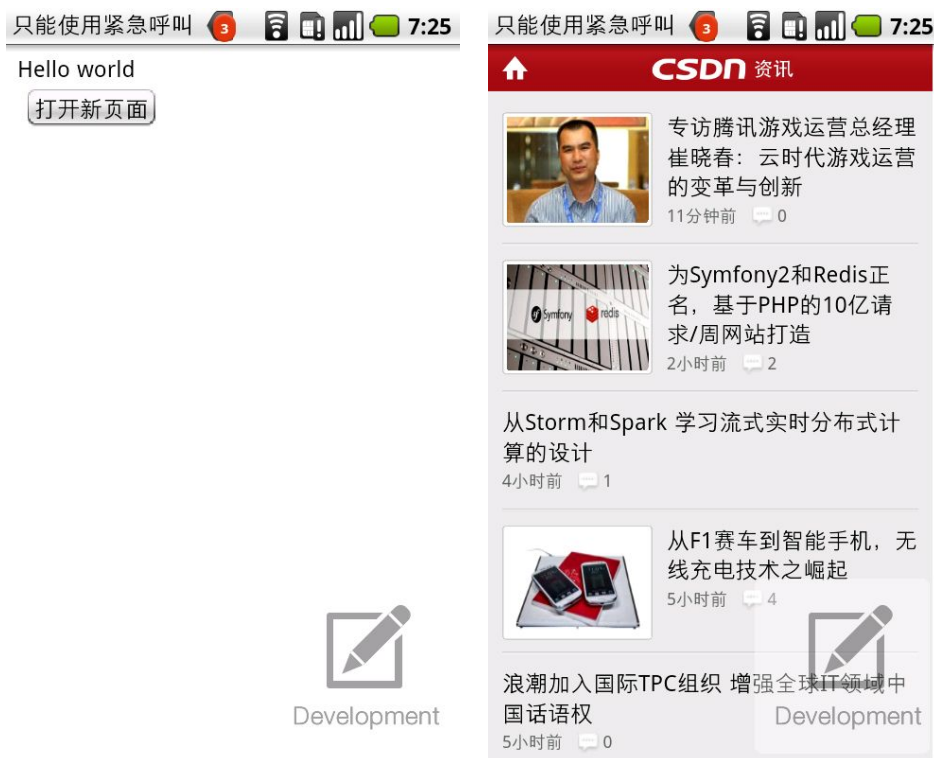 只能使用紧急呼叫 3 7:25
Hello world
打开新页面
Development
只能使用紧急呼叫 3 7:25
CSDN 资讯
专访腾讯游戏运营总经理
崔晓春：云时代游戏运营
的变革与创新
11分钟前 0
Symfony redis
为Symfony2和Redis正
名，基于PHP的10亿请
求/周网站打造
2小时前 2
从Storm和Spark 学习流式实时分布式计
算的设计
4小时前 1
从F1赛车到智能手机，无
线充电技术之崛起
5小时前 4
浪潮加入国际TPC组织 增强全球IT领域中
国话语权
5小时前 0
Development